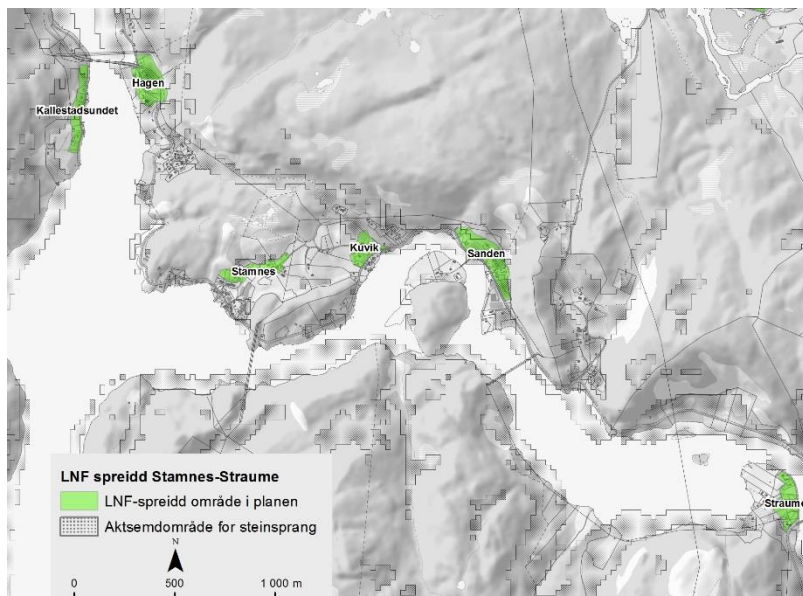 Hagen
Kallestadsundet
Kuvik
Sanden
Stamnes
Straume
LNF spreidd Stamnes-Straume
LNF-spreidd område i planen
Aktsemdområde for steinsprang
N
0 500 1 000 m